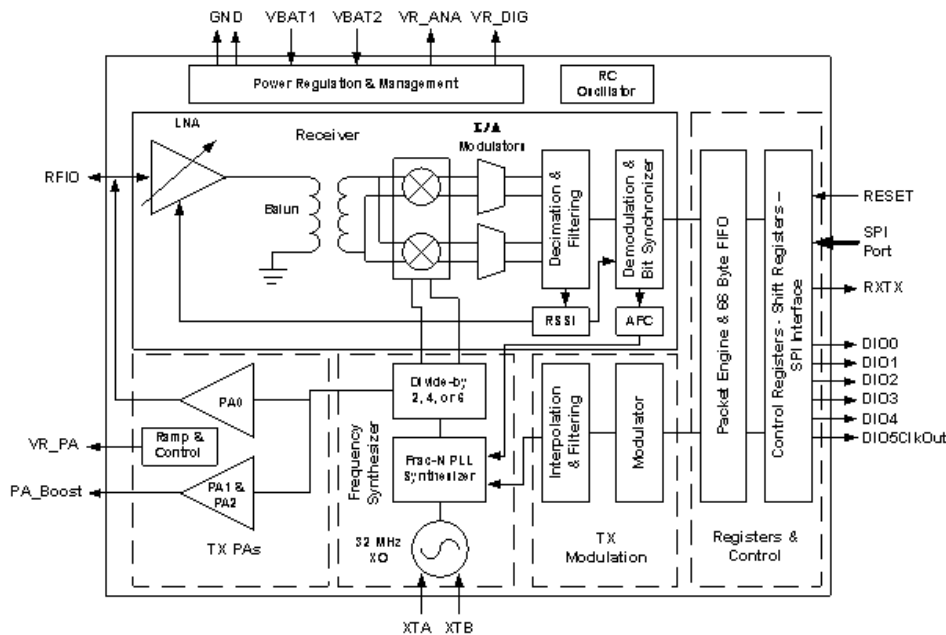 GND VBAT1 VBAT2 VR_ANA VR_DIG
Power Regulation & Management
RC
Oscillator
LNA
Receiver
Σ/Δ
Modulators
RFIO
Balun
Decimation &
Filtering
Demodulation &
Bit Synchronizer
RSSI
AFC
Packet Engine & 66 Byte FIFO
Control Registers - Shift Registers -
SPI Interface
RESET
SPI
Port
RXTX
DIO0
DIO1
DIO2
DIO3
DIO4
DIO5ClkOut
PA0
Ramp &
Control
VR_PA
PA_Boost
PA1 &
PA2
TX PAs
Divide-by
2, 4, or 6
Frac-N PLL
Synthesizer
Frequency
Synthesizer
32 MHz
XO
XTA XTB
Interpolation
& Filtering
Modulator
TX
Modulation
Registers &
Control